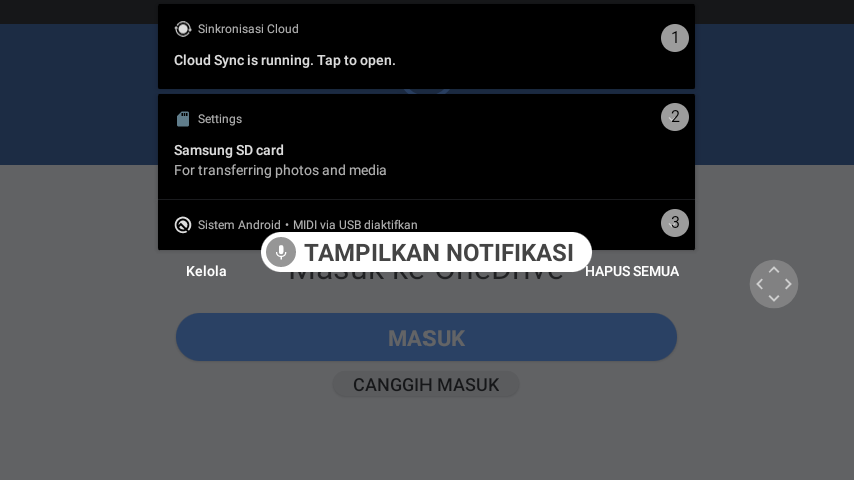 Sinkronisasi Cloud
1
Cloud Sync is running. Tap to open.
Settings
2
Samsung SD card
For transferring photos and media
Sistem Android • MIDI via USB diaktifkan
3
TAMPILKAN NOTIFIKASI
Kelola
Masuk ke OneDrive
HAPUS SEMUA
MASUK
CANGGIH MASUK